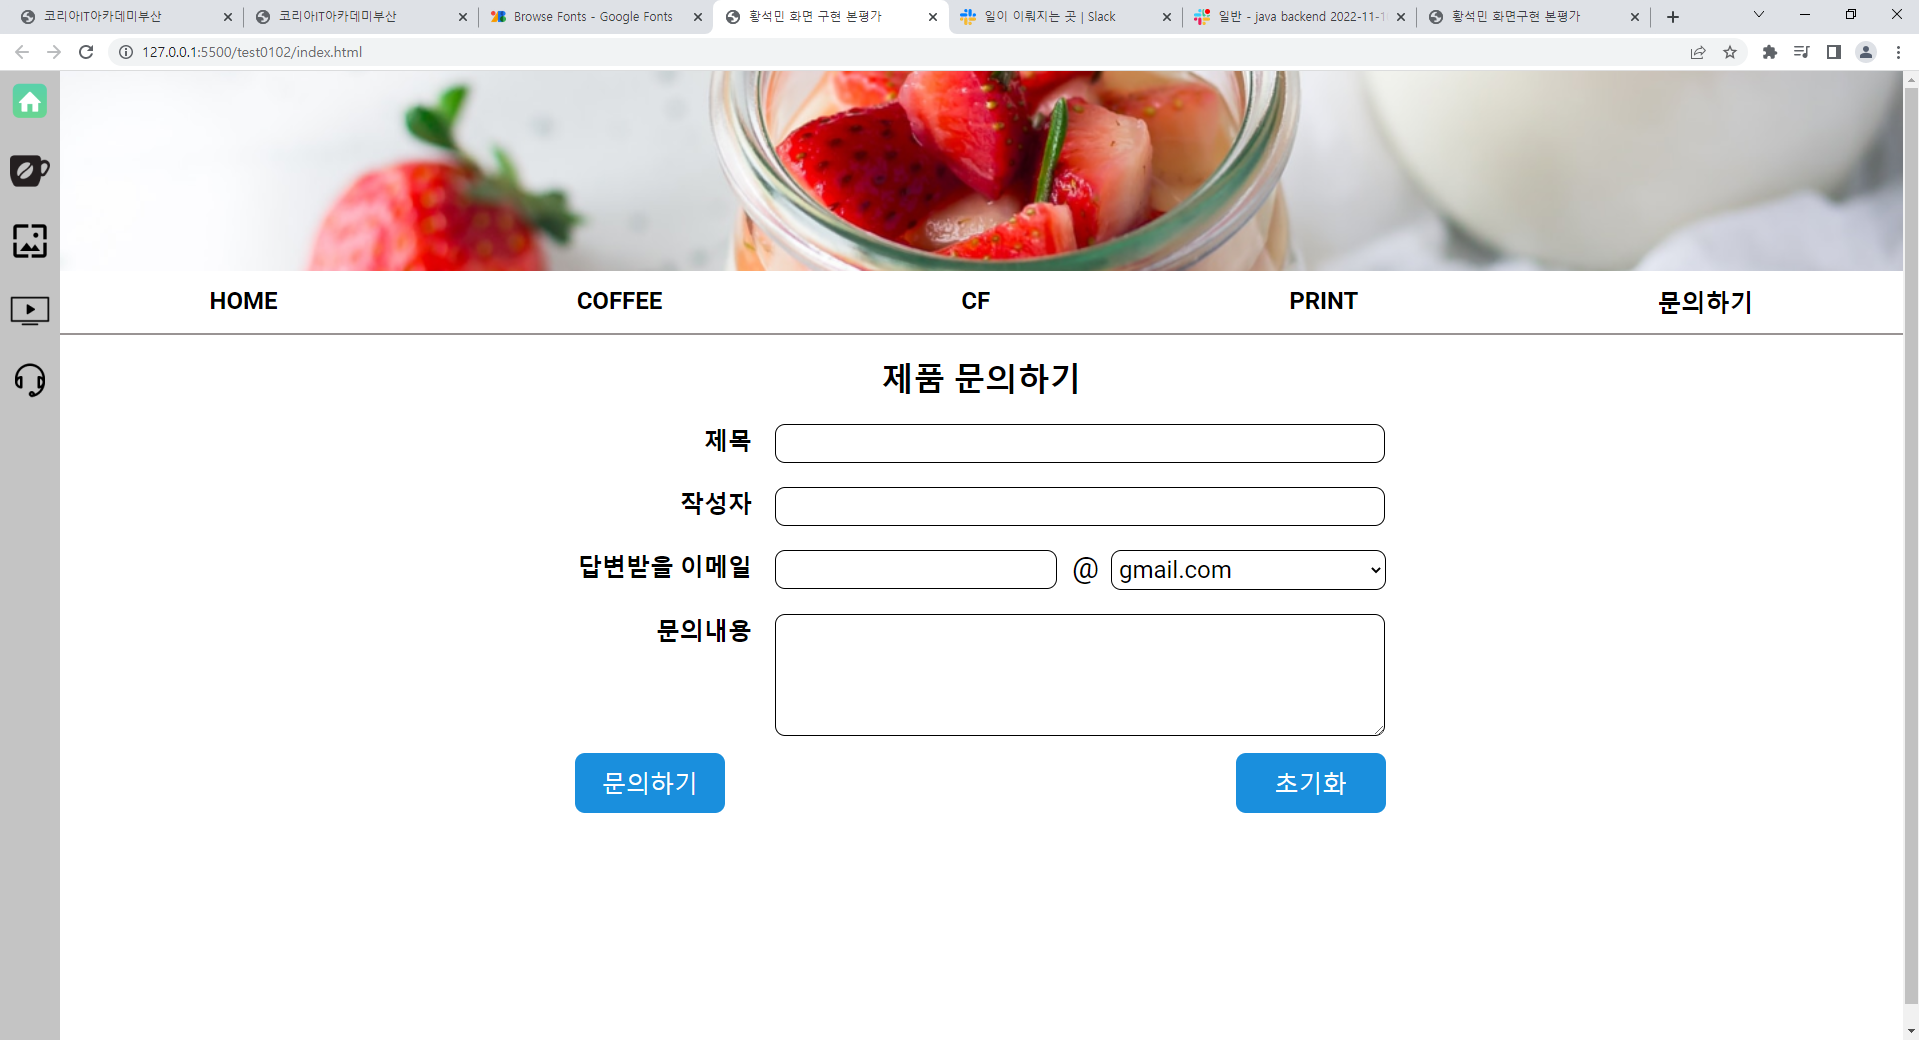 코리아IT아카데미부산
코리아IT아카데미부산
Browse Fonts - Google Fonts
황석민 화면 구현 본평가
일이 이뤄지는 곳 | Slack
일반 - java backend 2022-11-1
황석민 화면구현 본평가
127.0.0.1:5500/test0102/index.html
HOME COFFEE CF PRINT 문의하기
제품 문의하기
제목
작성자
답변받을 이메일 @ gmail.com
문의내용
문의하기 초기화